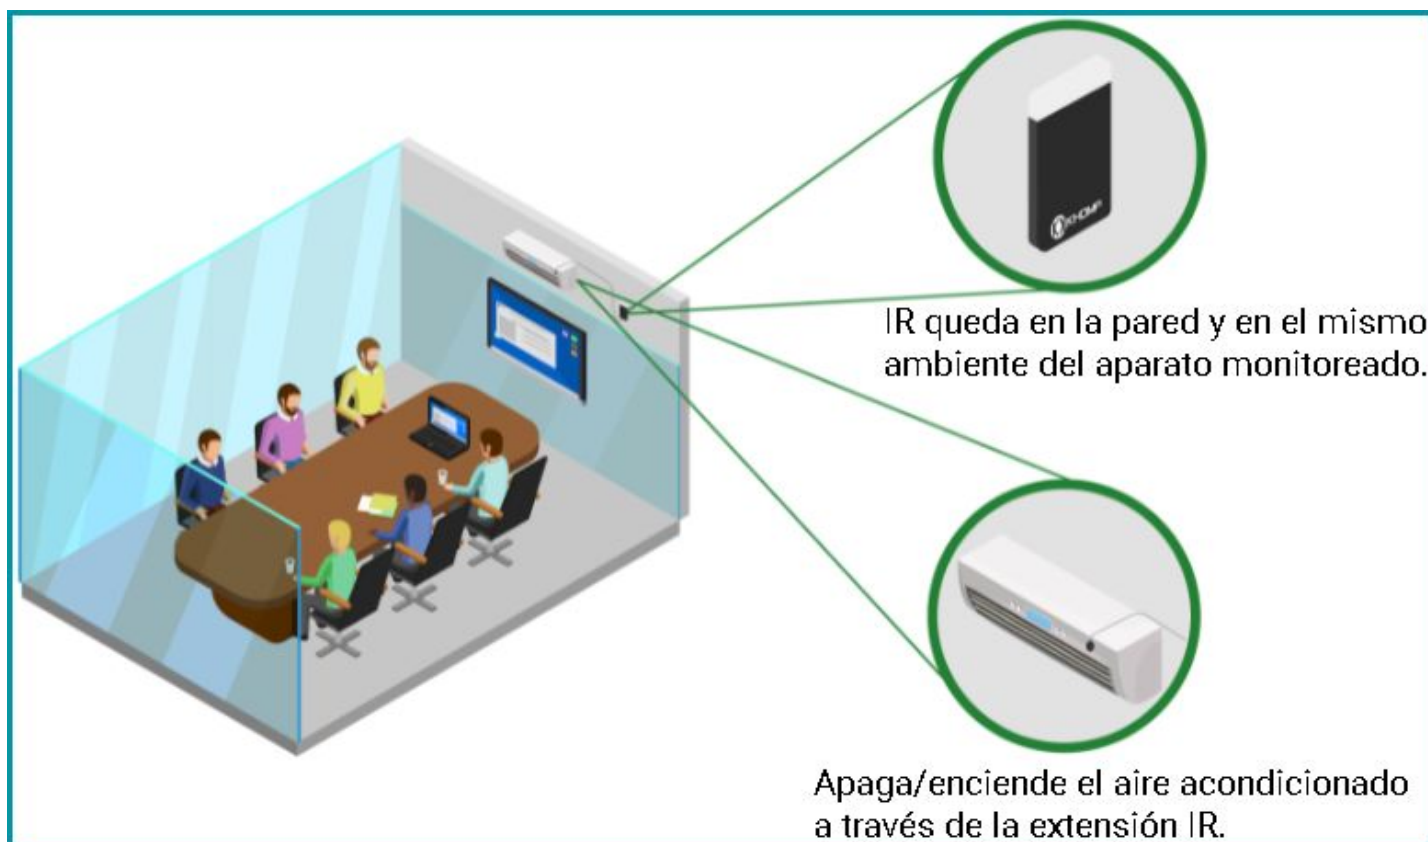 KHOMP
IR queda en la pared y en el mismo
ambiente del aparato monitoreado.
Apaga/enciende el aire acondicionado
a través de la extensión IR.